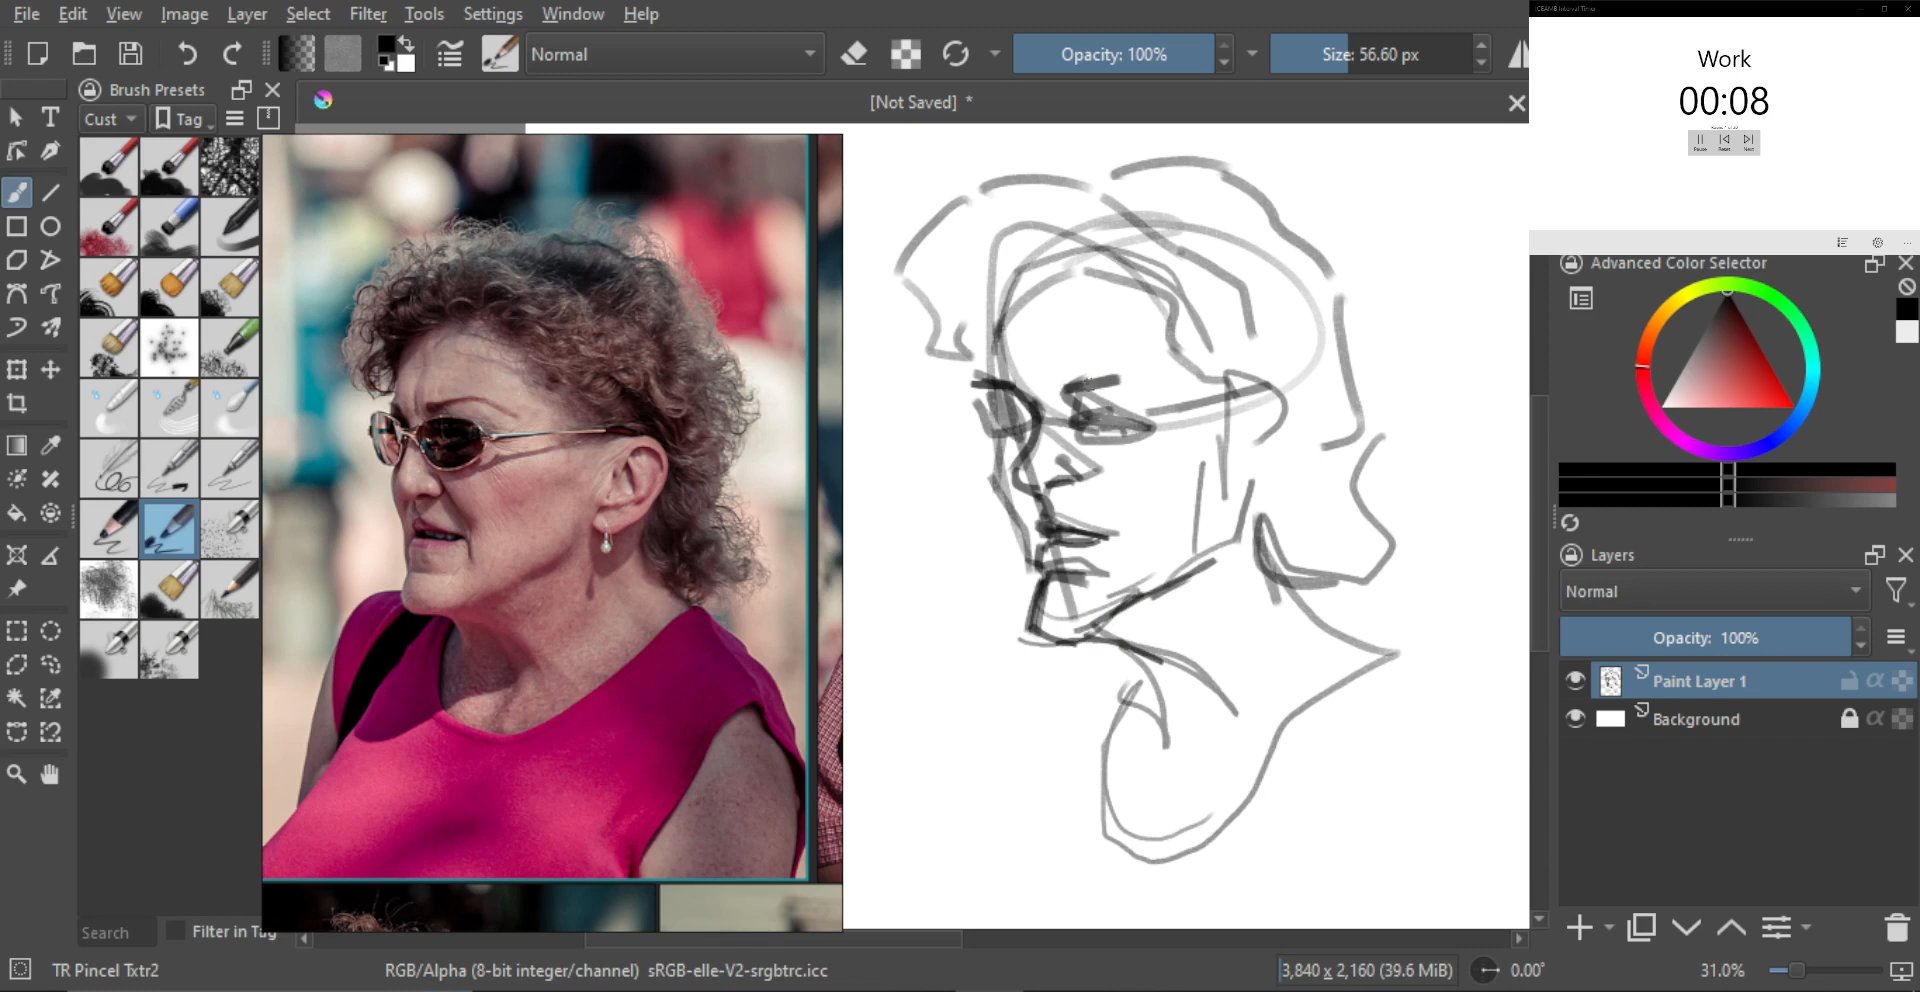 File Edit View Image Layer Select Filter Tools Settings Window Help
Normal
Opacity: 100%
Size: 56.60 px
Brush Presets
[Not Saved] *
Cust
Tag
Work
00:08
Pause Reset Next
Advanced Color Selector
Layers
Normal
Opacity: 100%
Paint Layer 1
Background
Search
Filter in Tag
TR Pincel Txtr2
RGB/Alpha (8-bit integer/channel) sRGB-elle-V2-srgbtrc.icc
3,840 x 2,160 (39.6 MiB)
0.00°
31.0%